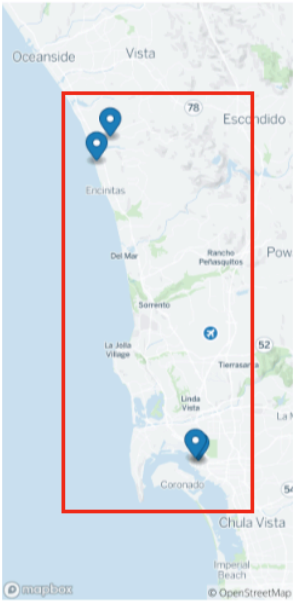 Oceanside
Vista
78
Escondido
Encinitas
Del Mar
Rancho
Peñasquitos
Pow
Sorrento
La Jolla
Village
52
Tierrasanta
Linda
Vista
La M
Coronado
54
Chula Vista
Imperial
Beach
mapbox
© OpenStreetMap